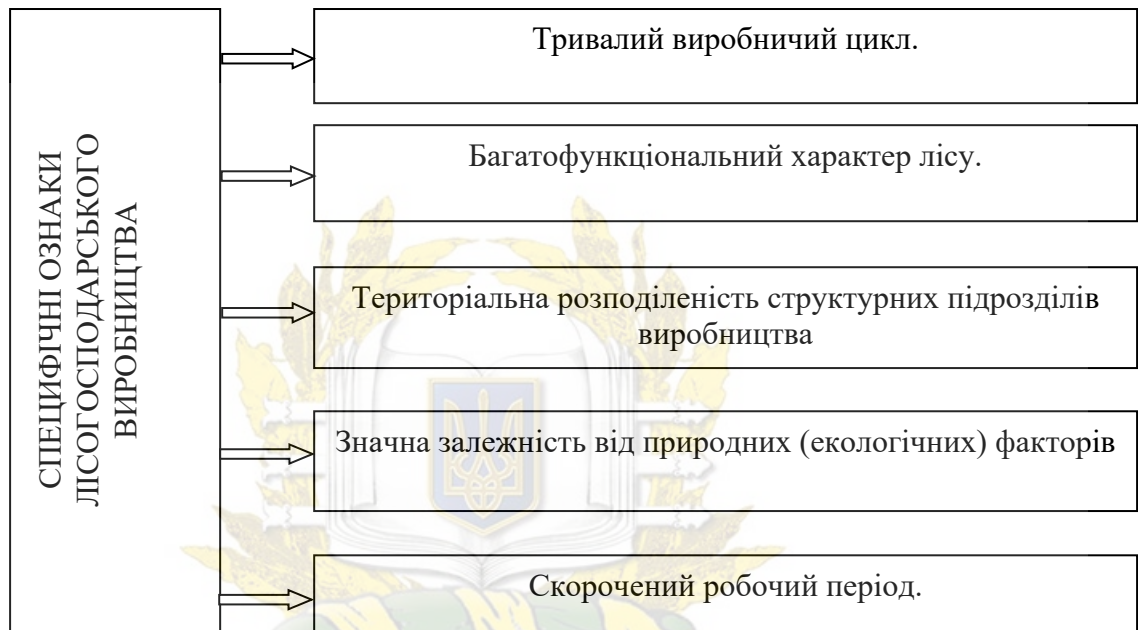 СПЕЦИФІЧНІ ОЗНАКИ
ЛІСОГОСПОДАРСЬКОГО
ВИРОБНИЦТВА
Тривалий виробничий цикл.
Багатофункціональний характер лісу.
Територіальна розподіленість структурних підрозділів
виробництва
Значна залежність від природних (екологічних) факторів
Скорочений робочий період.